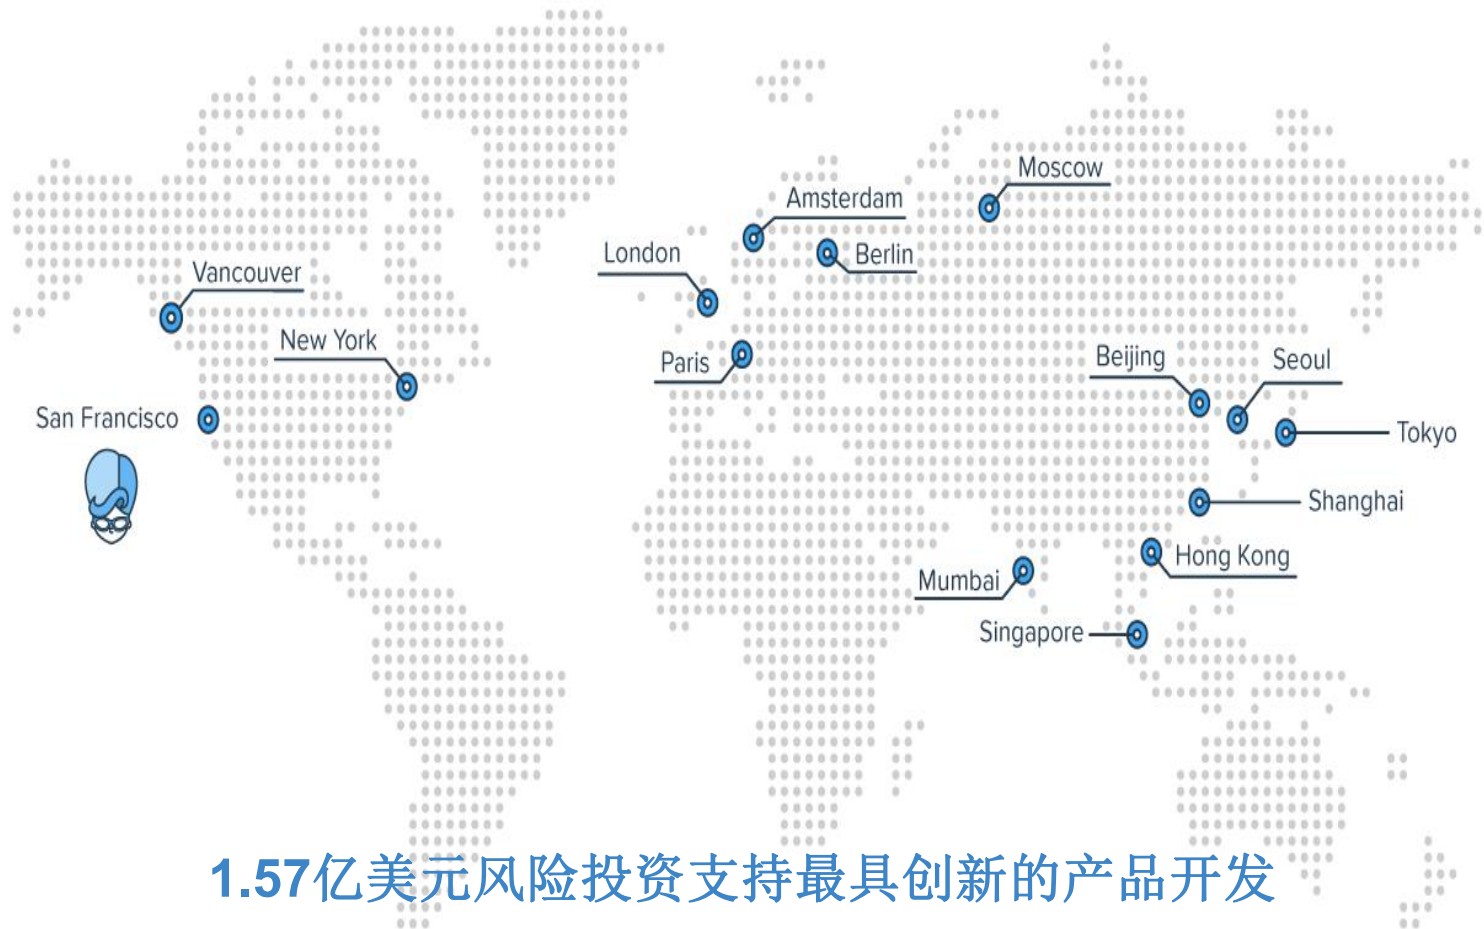 Moscow
Amsterdam
London
Berlin
Vancouver
New York
Paris
Beijing
Seoul
San Francisco
Tokyo
Shanghai
Hong Kong
Mumbai
Singapore
1.57亿美元风险投资支持最具创新的产品开发